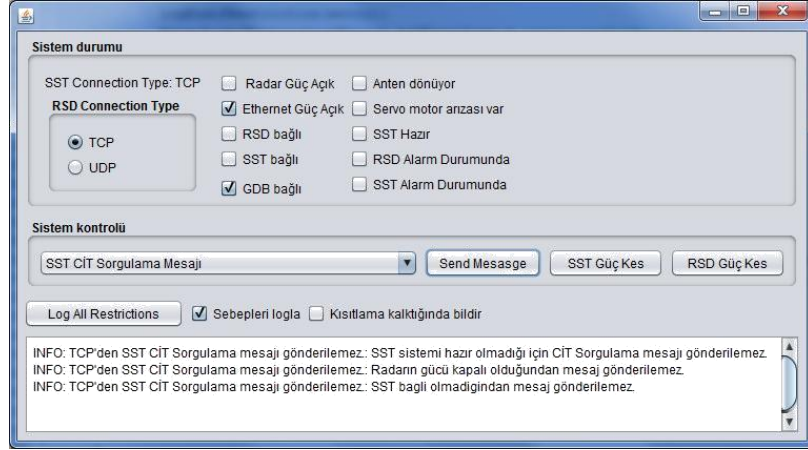 Sistem durumu
SST Connection Type: TCP
RSD Connection Type
TCP
UDP
Radar Güç Açık
Ethernet Güç Açık
RSD bağlı
SST bağlı
GDB bağlı
Anten dönüyor
Servo motor arızası var
SST Hazır
RSD Alarm Durumunda
SST Alarm Durumunda
Sistem kontrolü
SST CİT Sorgulama Mesajı
Send Mesasge
SST Güç Kes
RSD Güç Kes
Log All Restrictions
Sebepleri logla
Kısıtlama kalktığında bildir
INFO: TCP'den SST CİT Sorgulama mesajı gönderilemez.: SST sistemi hazır olmadığı için CİT Sorgulama mesajı gönderilemez.
INFO: TCP'den SST CİT Sorgulama mesajı gönderilemez.: Radarın gücü kapalı olduğundan mesaj gönderilemez.
INFO: TCP'den SST CİT Sorgulama mesajı gönderilemez.: SST bagli olmadigindan mesaj gönderilemez.